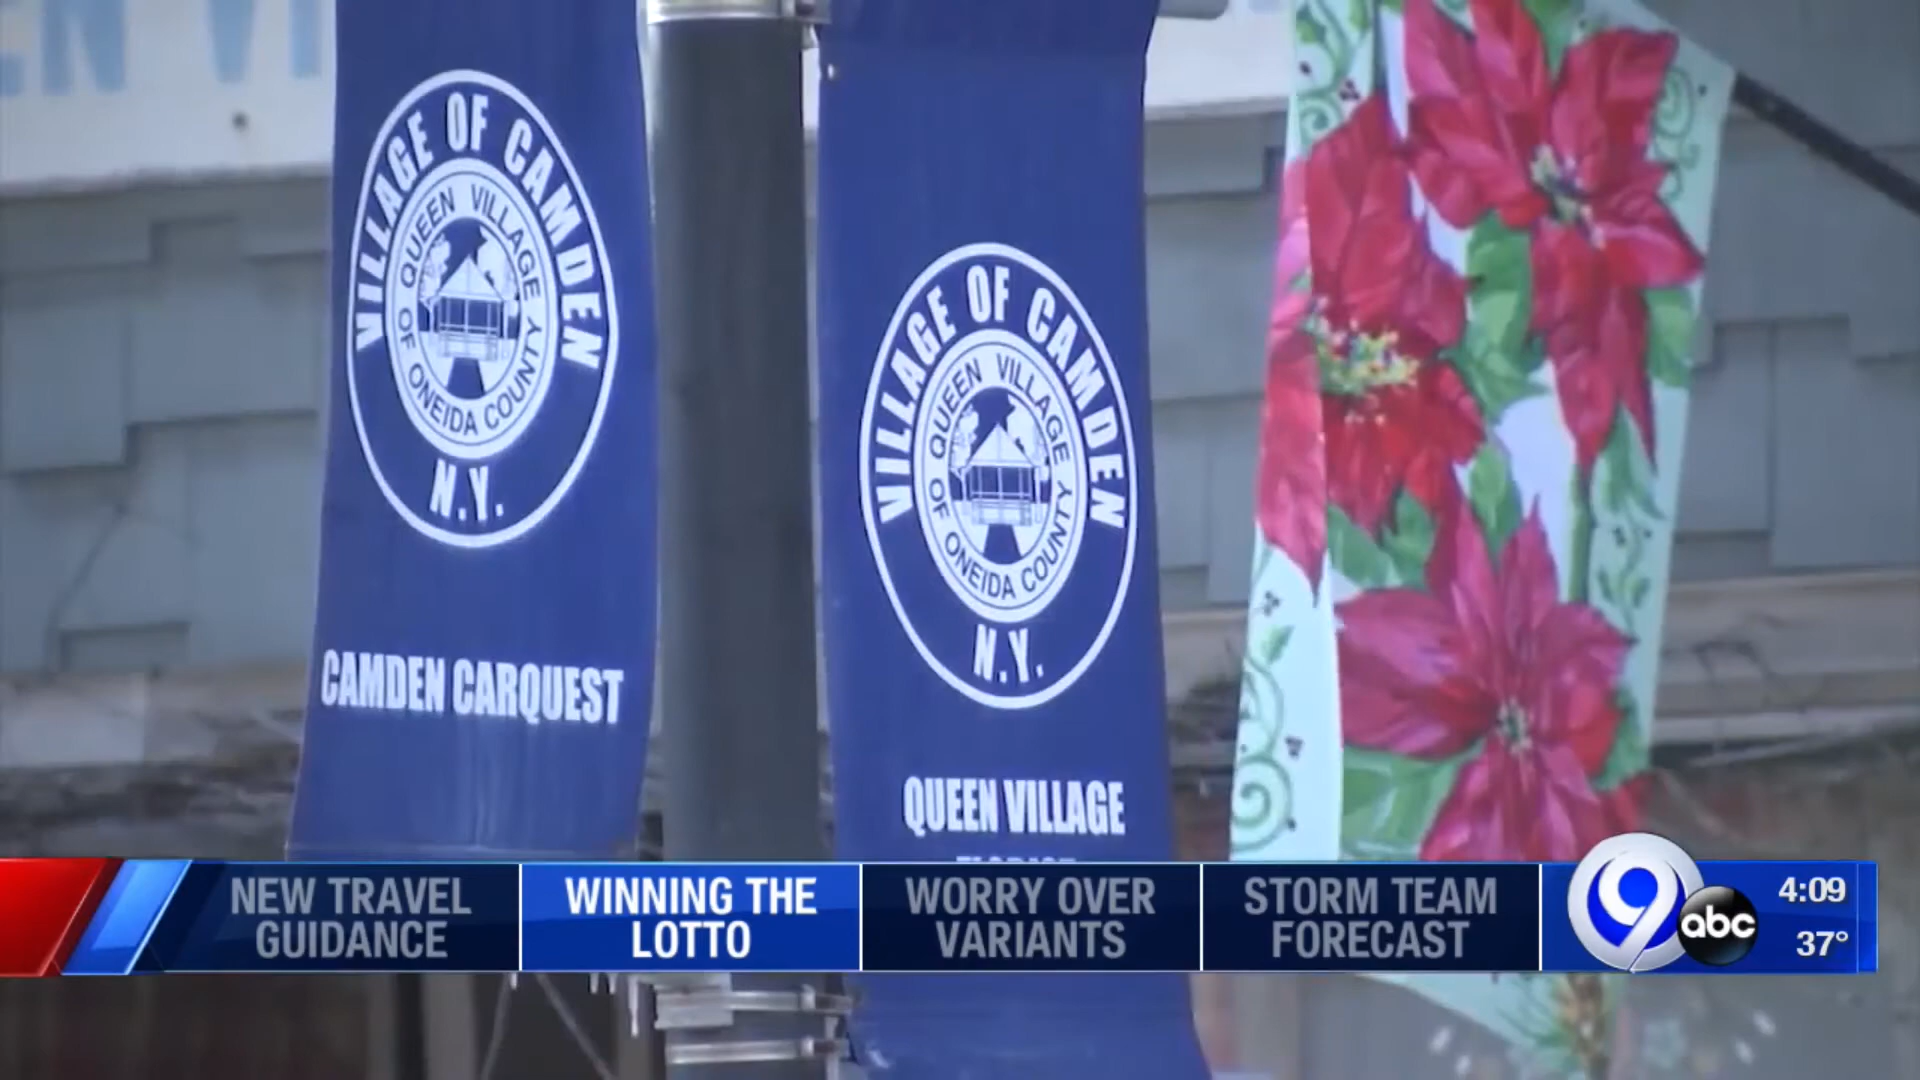 VILLAGE OF CAMDEN
QUEEN VILLAGE
OF ONEIDA COUNTY
N.Y.
CAMDEN CARQUEST
VILLAGE OF CAMDEN
QUEEN VILLAGE
OF ONEIDA COUNTY
N.Y.
QUEEN VILLAGE
NEW TRAVEL
GUIDANCE
WINNING THE
LOTTO
WORRY OVER
VARIANTS
STORM TEAM
FORECAST
9
abc
4:09
37°